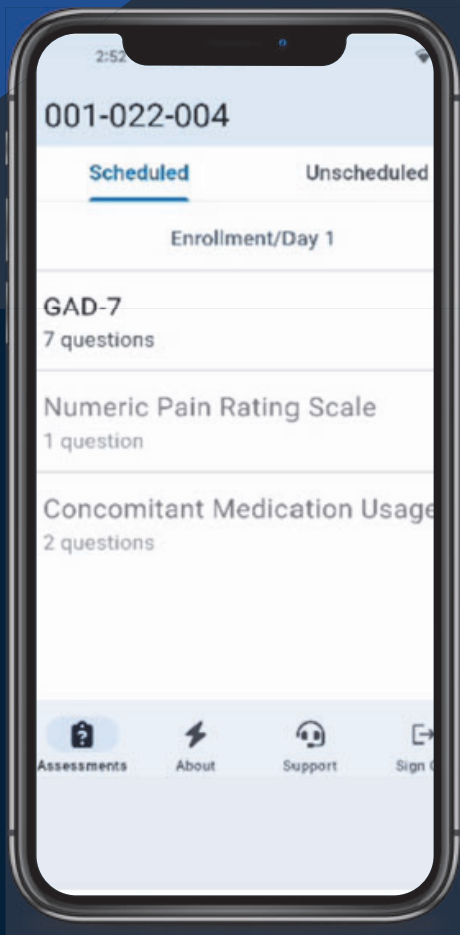 2:52
001-022-004
Scheduled Unscheduled
Enrollment/Day 1
GAD-7
7 questions
Numeric Pain Rating Scale
1 question
Concomitant Medication Usage
2 questions
Assessments About Support Sign